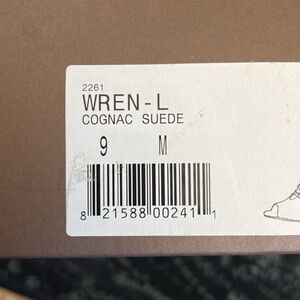 2261
WREN-L
COGNAC SUEDE
9 M
8 21588 00241 1